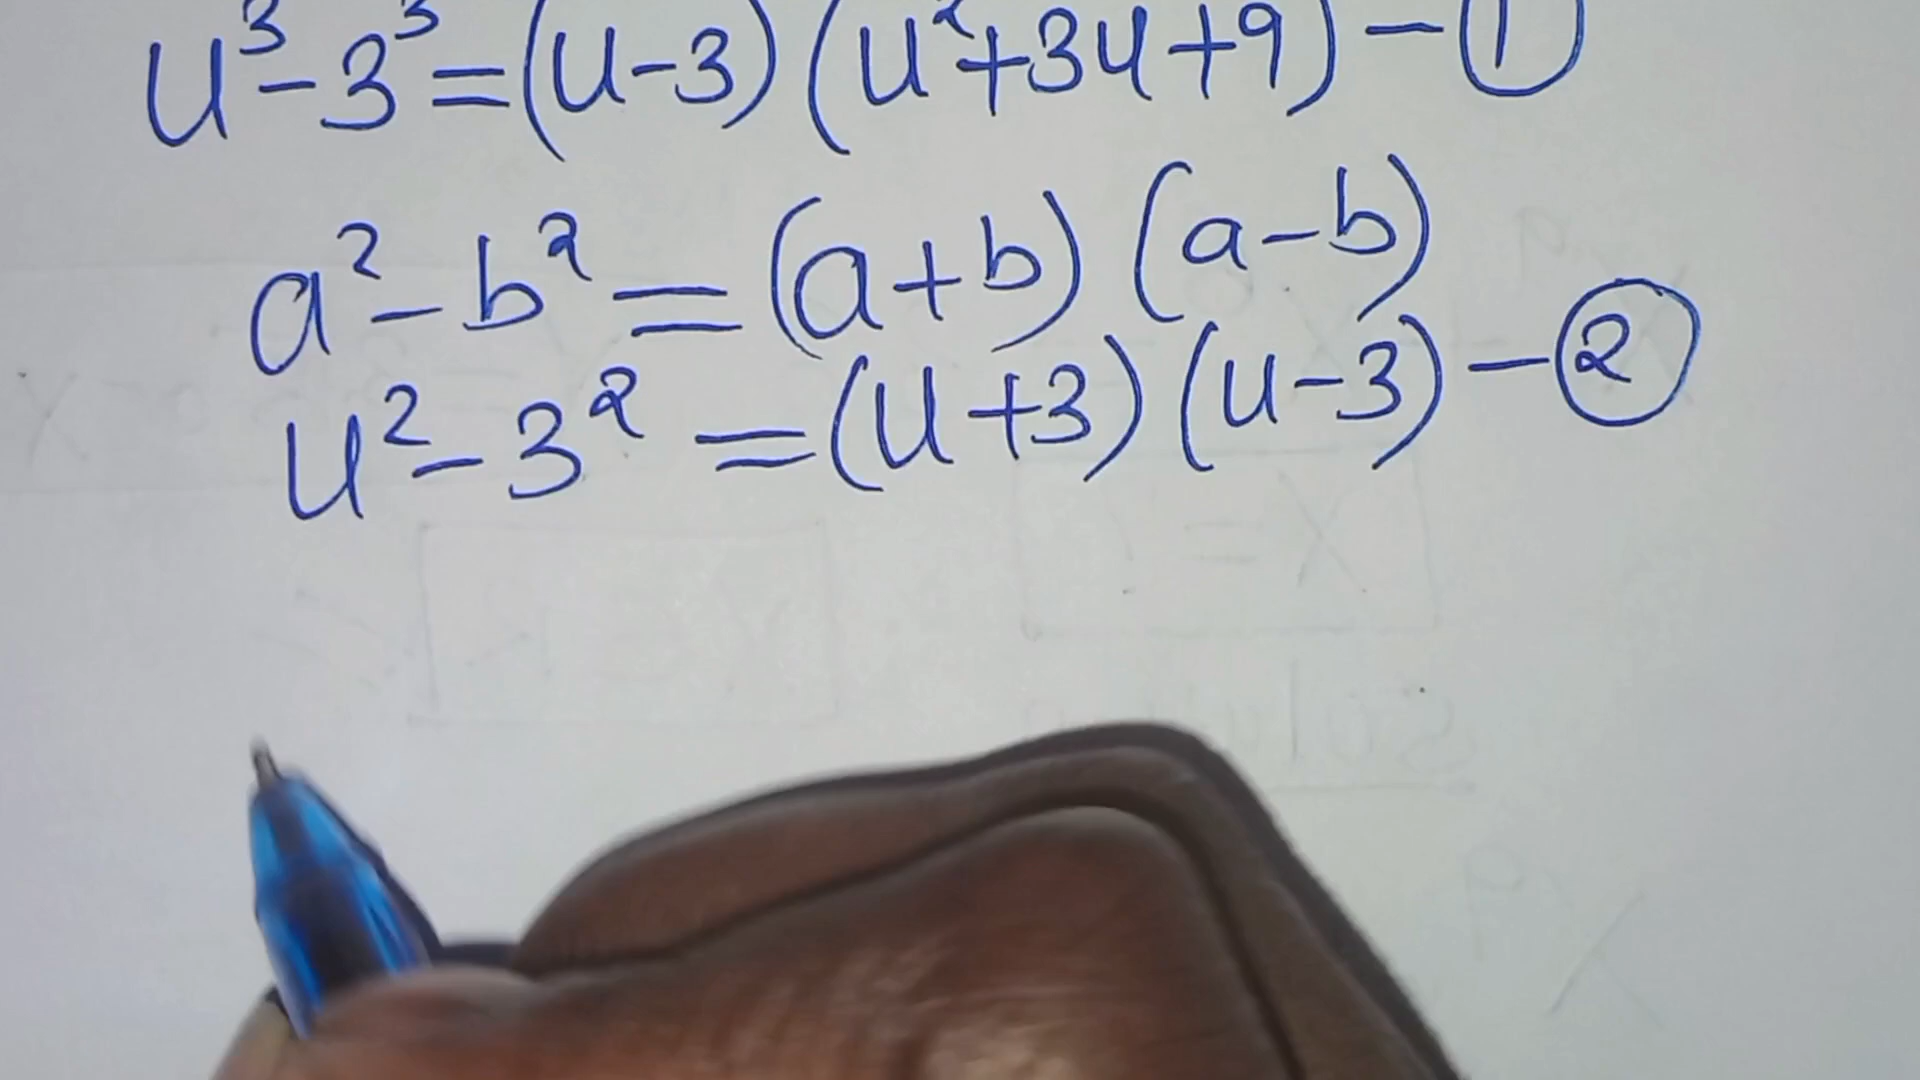 u³-3³=(u-3)(u²+3u+9)-①
a²-b²=(a+b)(a-b)
u²-3²=(u+3)(u-3)-②